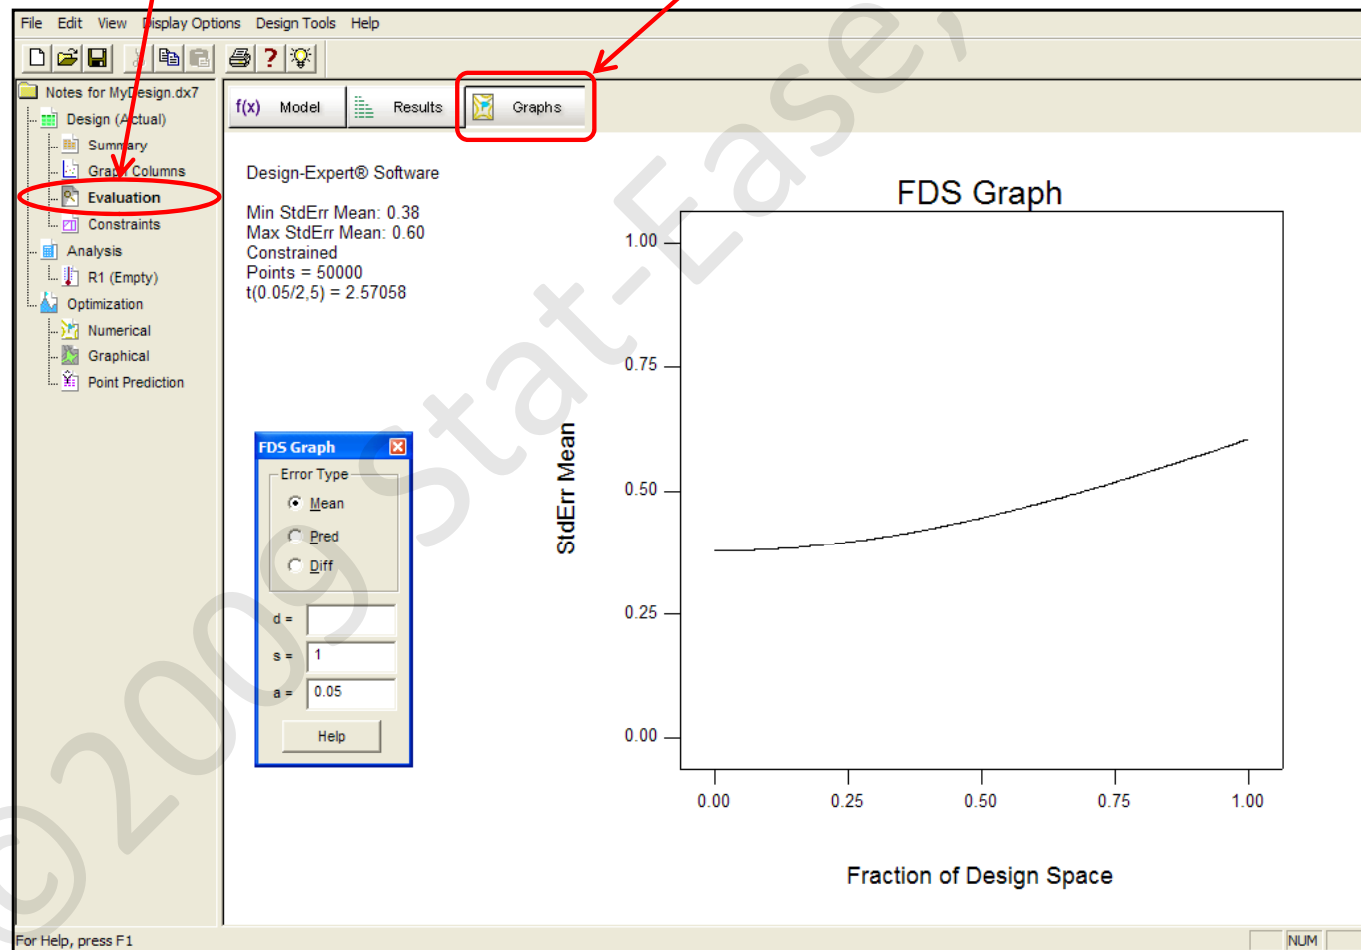 File Edit View Display Options Design Tools Help
Notes for MyDesign.dx7
Design (Actual)
Summary
Graph Columns
Evaluation
Constraints
Analysis
R1 (Empty)
Optimization
Numerical
Graphical
Point Prediction
f(x) Model Results Graphs
Design-Expert® Software
Min StdErr Mean: 0.38
Max StdErr Mean: 0.60
Constrained
Points = 50000
t(0.05/2,5) = 2.57058
FDS Graph
Error Type
Mean
Pred
Diff
d =
s = 1
a = 0.05
Help
FDS Graph
StdErr Mean
1.00
0.75
0.50
0.25
0.00
0.00 0.25 0.50 0.75 1.00
Fraction of Design Space
For Help, press F1
NUM
© 2009 Stat-Ease,